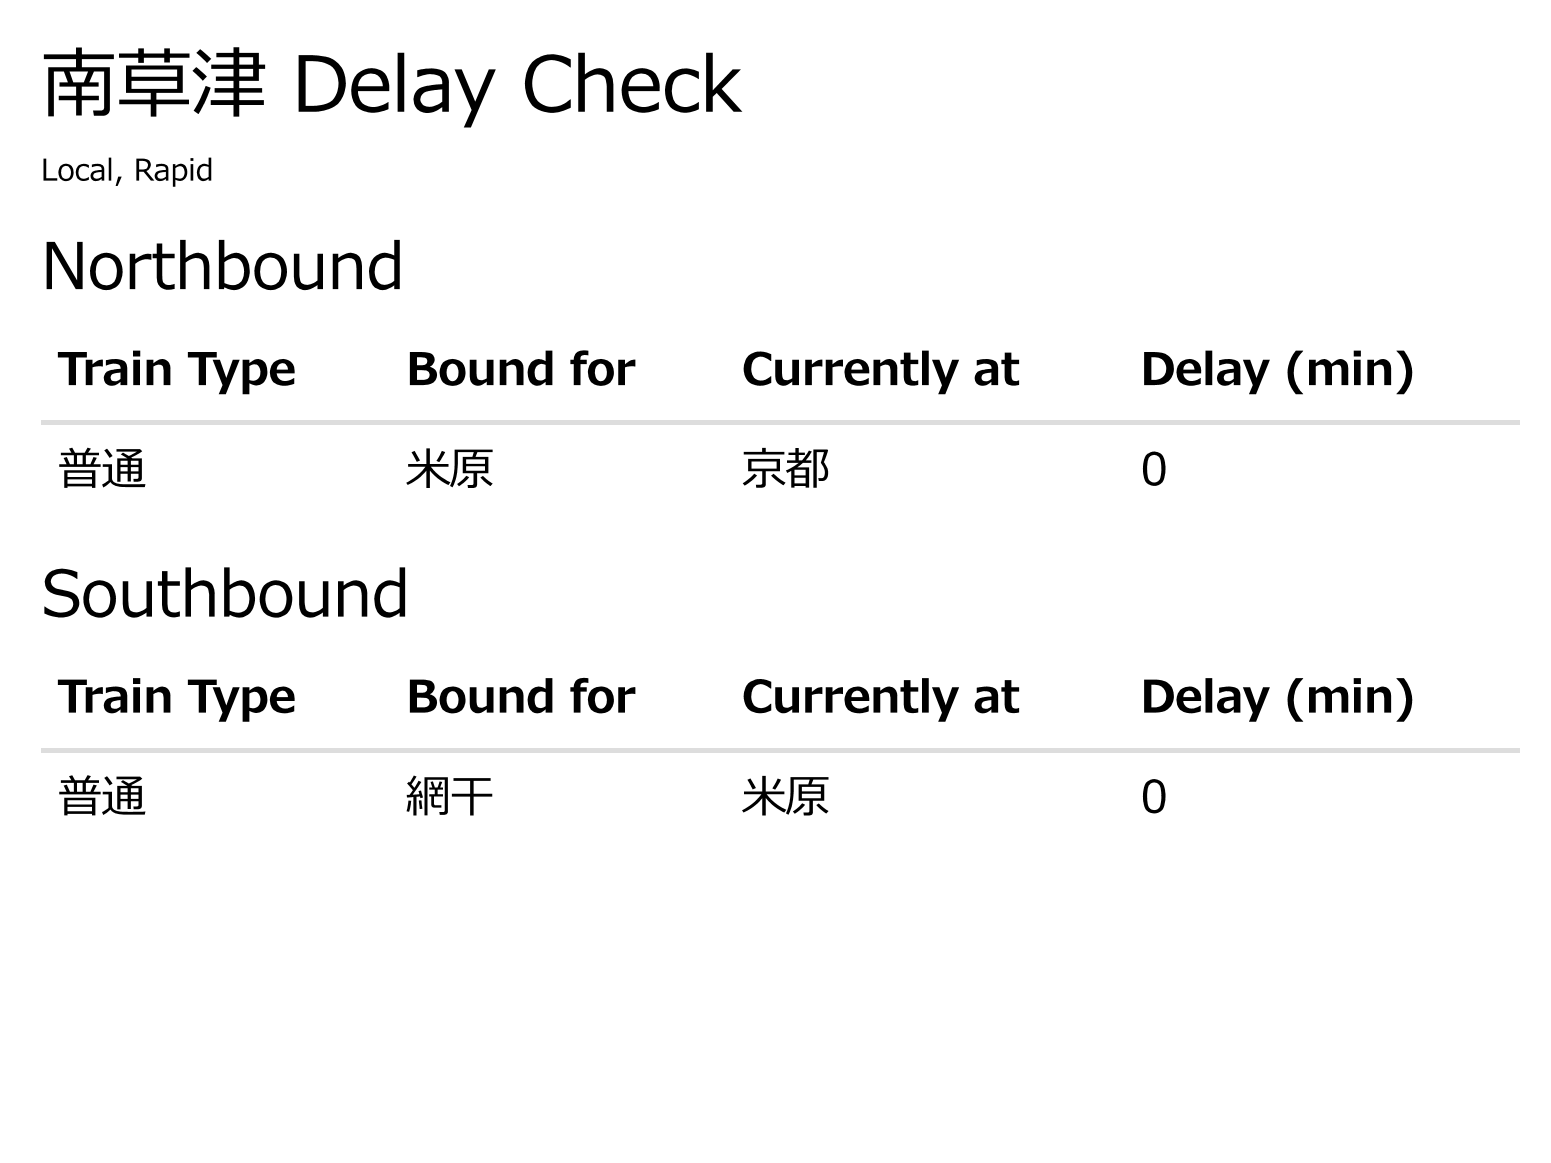 南草津 Delay Check
Local, Rapid
Northbound
Train Type Bound for Currently at Delay (min)
普通 米原 京都 0
Southbound
Train Type Bound for Currently at Delay (min)
普通 網干 米原 0